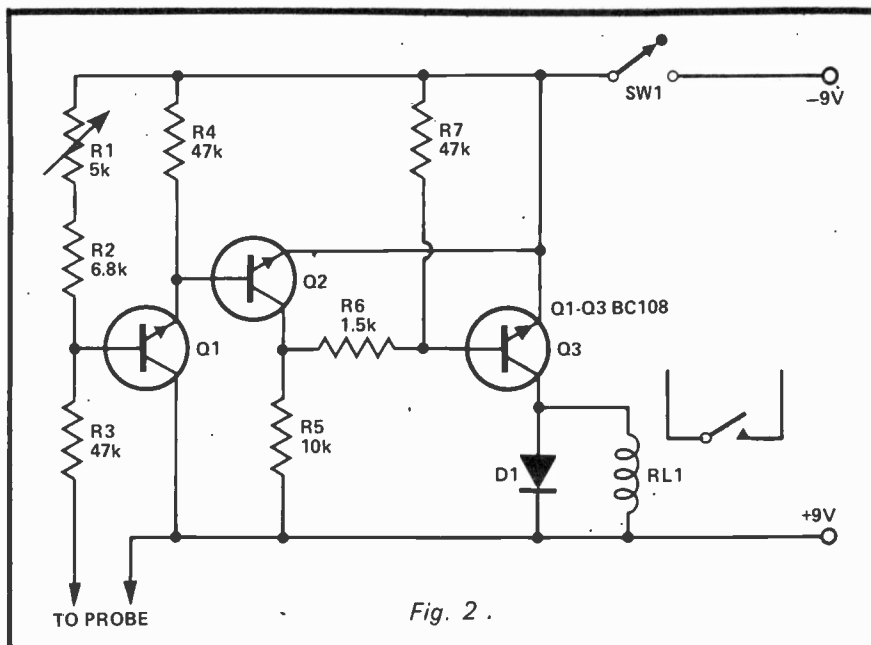 SW1
−9V
R1
5k
R4
47k
R7
47k
R2
6.8k
Q2
R6
1.5k
Q1-Q3 BC108
Q1
Q3
R3
47k
R5
10k
D1
RL1
+9V
TO PROBE
Fig. 2 .